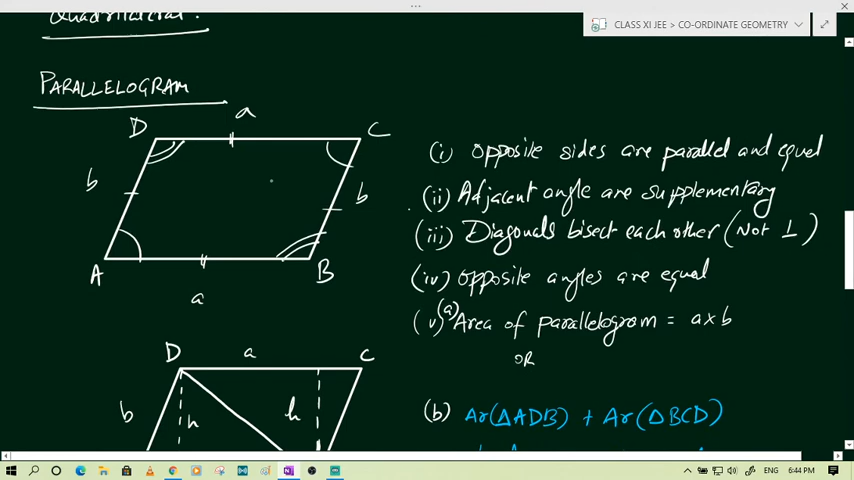 Quadrilateral.
CLASS XI JEE > CO-ORDINATE GEOMETRY
PARALLELOGRAM
a
D
C
b
b
A
B
a
(i) Opposite sides are parallel and equal
(ii) Adjacent angle are supplementary
(iii) Diagonals bisect each other (Not ⊥)
(iv) Opposite angles are equal
(v) (a) Area of parallelogram = a×b
OR
D
a
C
b
h
h
(b) Ar(ΔADB) + Ar(ΔBCD)
ENG
6:44 PM